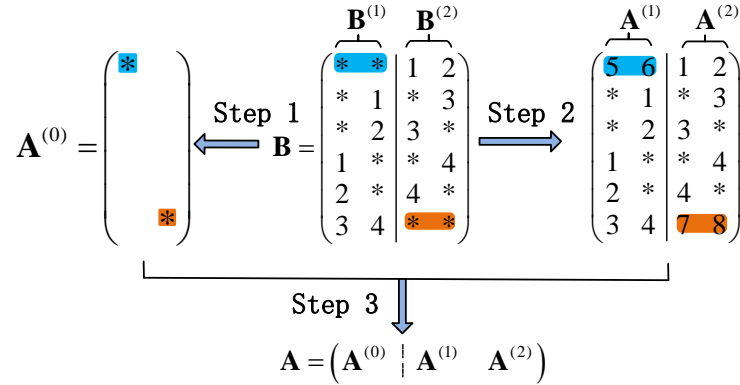 B^(1) B^(2) A^(1) A^(2)
* * * 1 2 5 6 1 2
* 1 * 3 * 1 * 3
Step 1 Step 2
* 2 3 * * 2 3 *
A^(0) = B =
1 * * 4 1 * * 4
2 * 4 * 2 * 4 *
* 3 4 * * 3 4 7 8
Step 3
A = ( A^(0) ¦ A^(1) A^(2) )